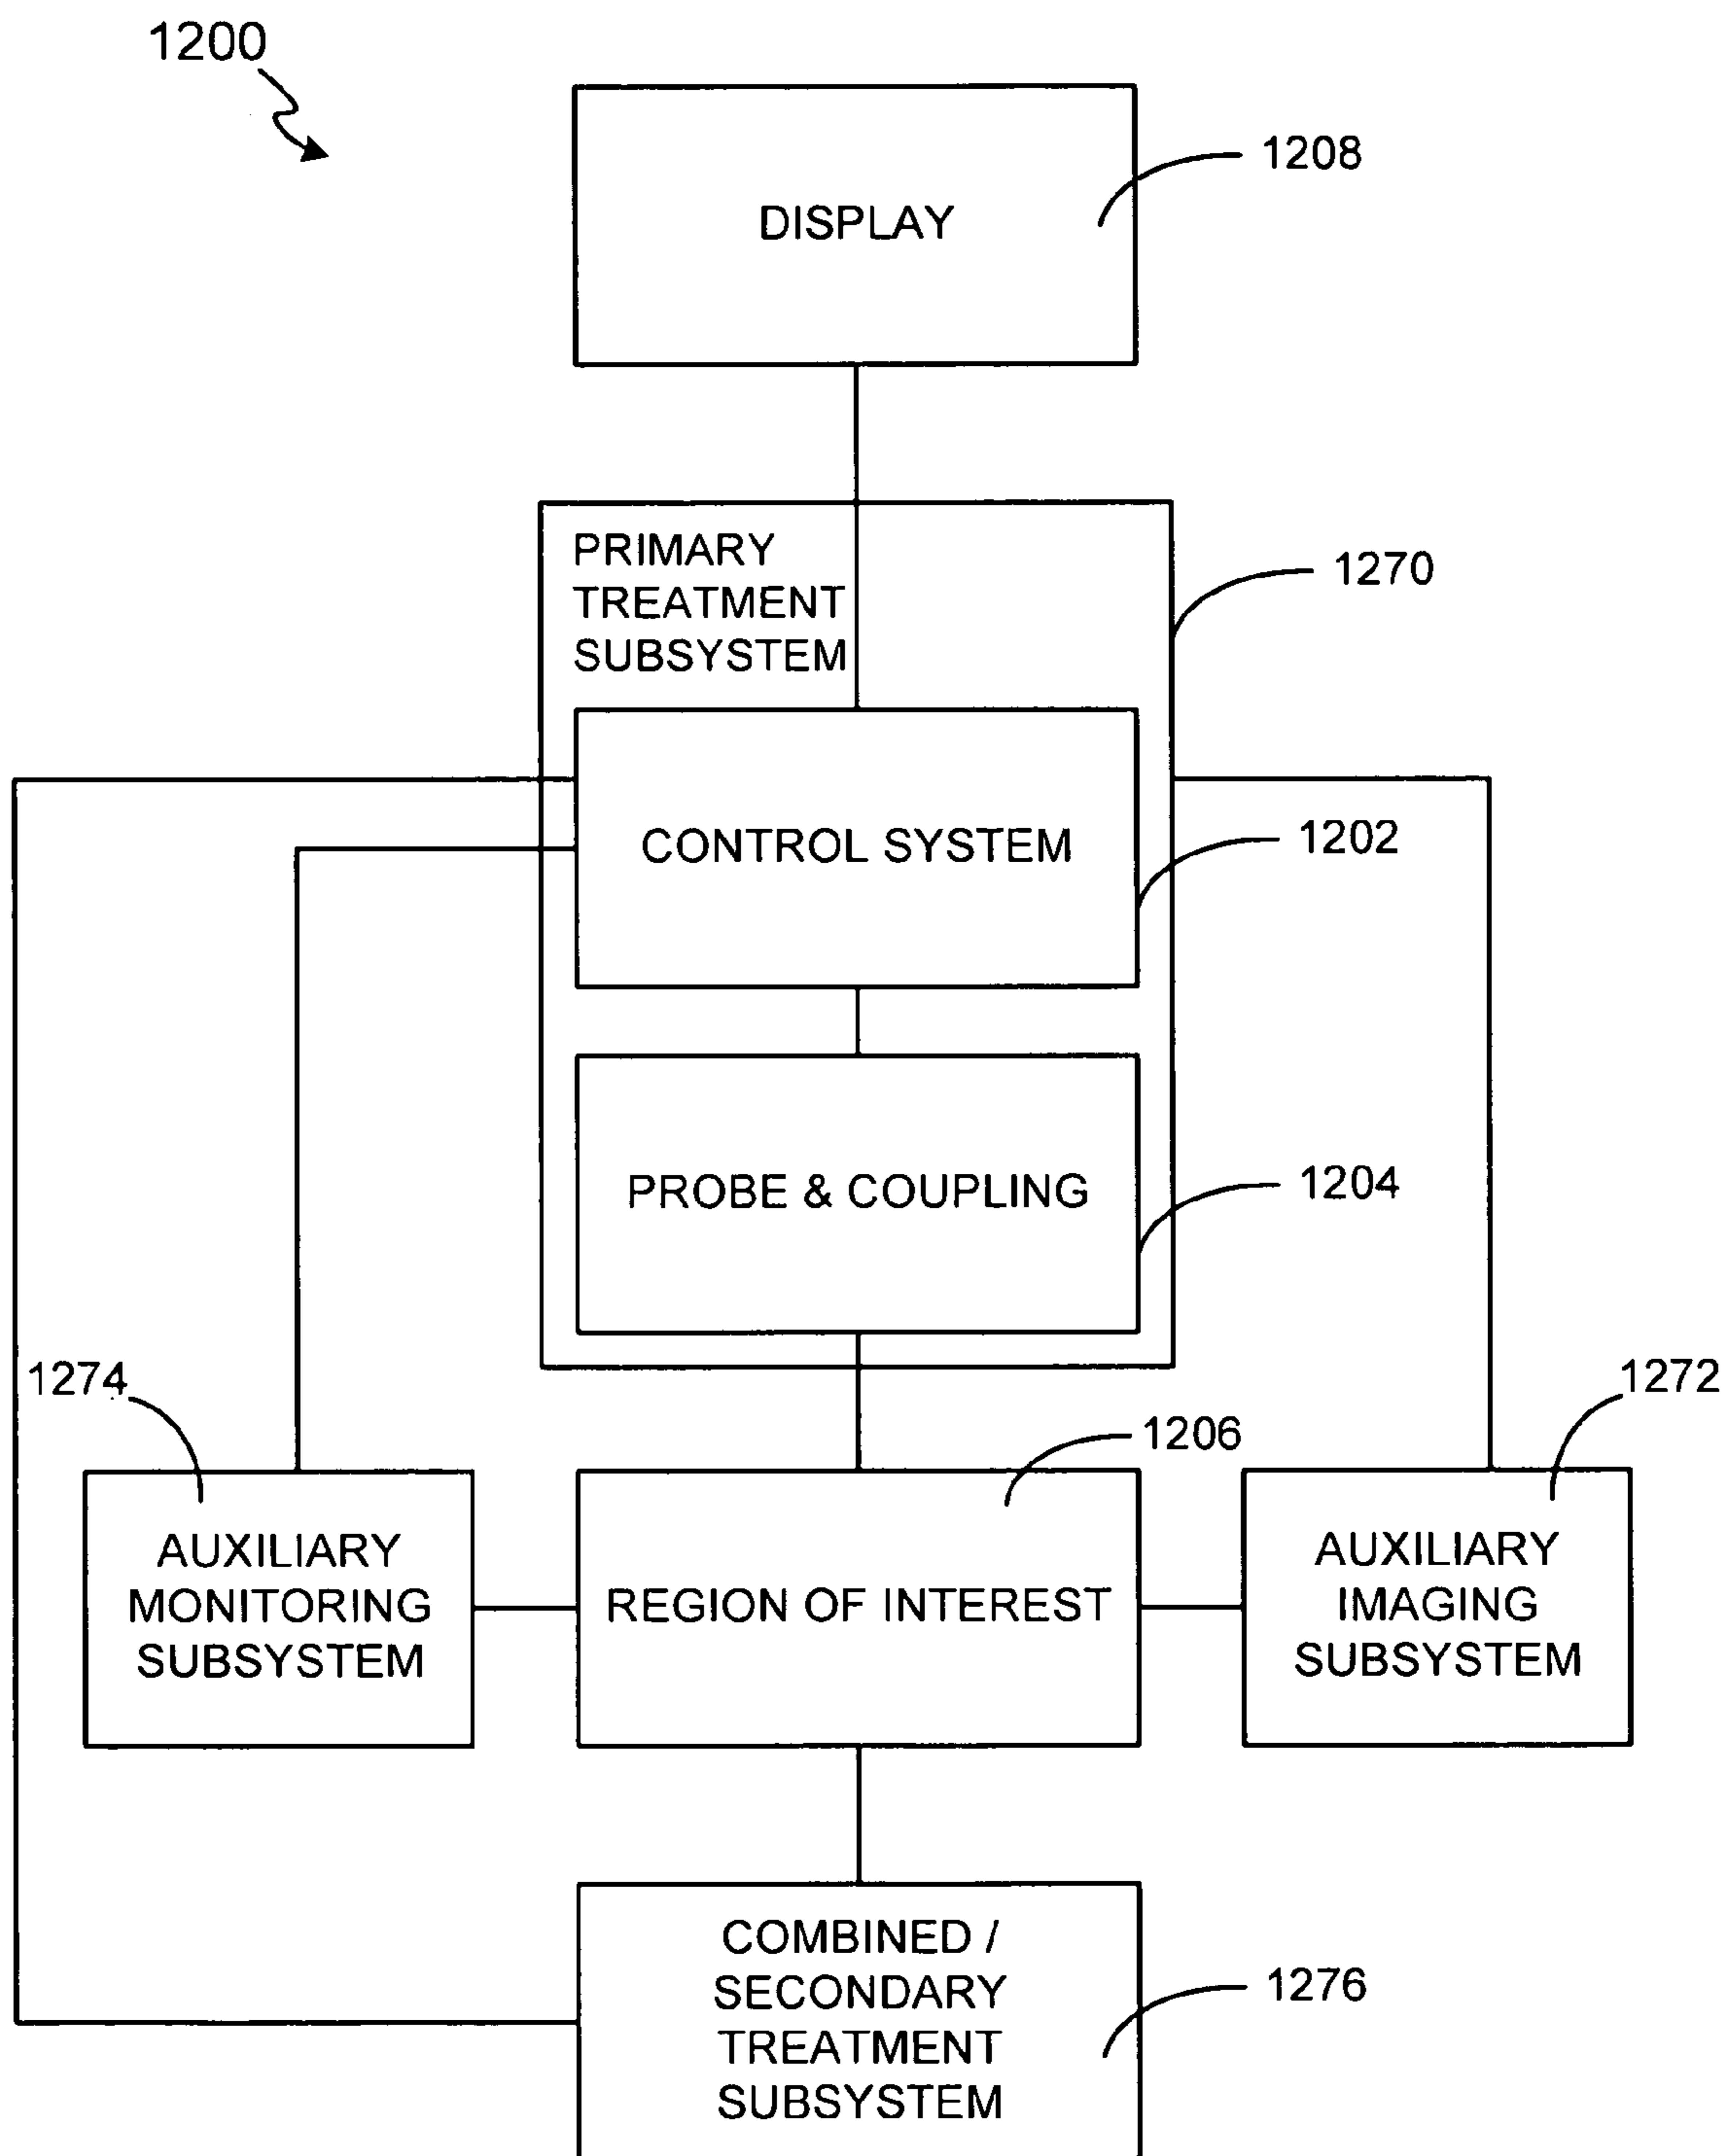 1200
1208
DISPLAY
PRIMARY
TREATMENT
SUBSYSTEM
1270
CONTROL SYSTEM
1202
PROBE & COUPLING
1204
1274
1272
1206
AUXILIARY
MONITORING
SUBSYSTEM
REGION OF INTEREST
AUXILIARY
IMAGING
SUBSYSTEM
COMBINED /
SECONDARY
TREATMENT
SUBSYSTEM
1276